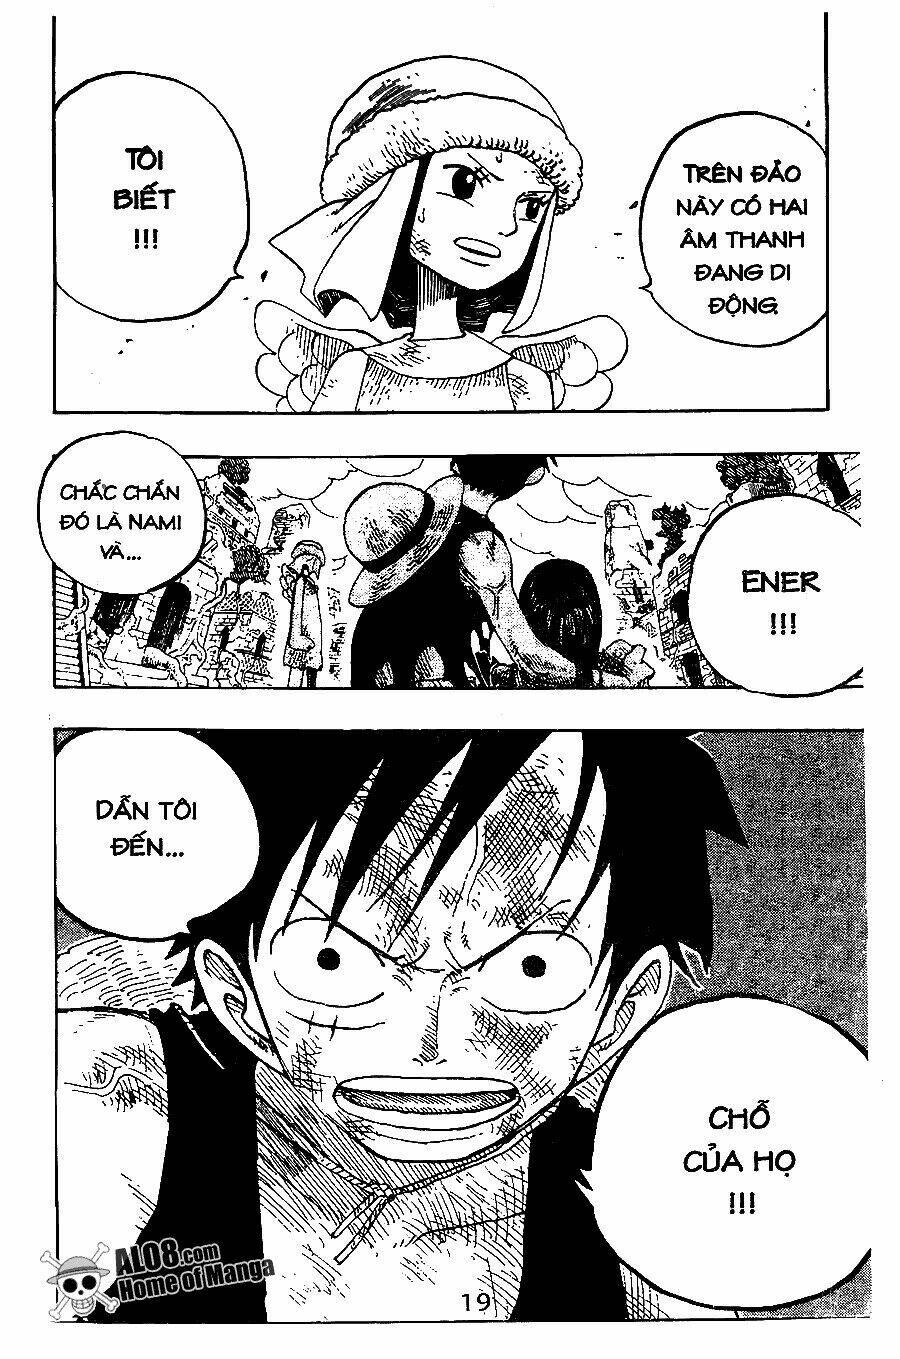 TRÊN ĐẢO
NÀY CÓ HAI
ÂM THANH
ĐANG DI
ĐỘNG.
TÔI
BIẾT
!!!
ENER
!!!
CHẮC CHẮN
ĐÓ LÀ NAMI
VÀ...
DẪN TÔI
ĐẾN...
CHỖ
CỦA HỌ
!!!
ALO8.com
Home of Manga
19